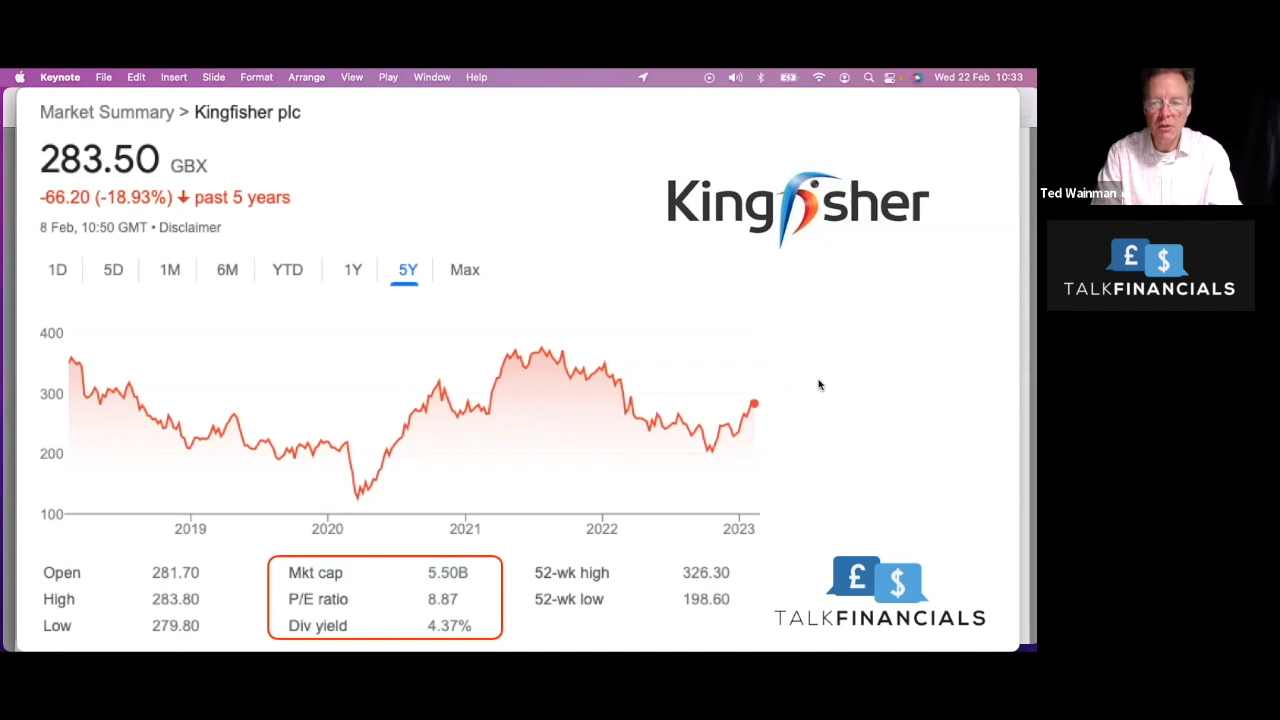 Keynote File Edit Insert Slide Format Arrange View Play Window Help Wed 22 Feb 10:33
Market Summary > Kingfisher plc
283.50 GBX
-66.20 (-18.93%) ↓ past 5 years
8 Feb, 10:50 GMT • Disclaimer
1D 5D 1M 6M YTD 1Y 5Y Max
Kingfisher
400
300
200
100
2019 2020 2021 2022 2023
Open 281.70
High 283.80
Low 279.80
Mkt cap 5.50B
P/E ratio 8.87
Div yield 4.37%
52-wk high 326.30
52-wk low 198.60
£ $
TALKFINANCIALS
Ted Wainman
£ $
TALKFINANCIALS